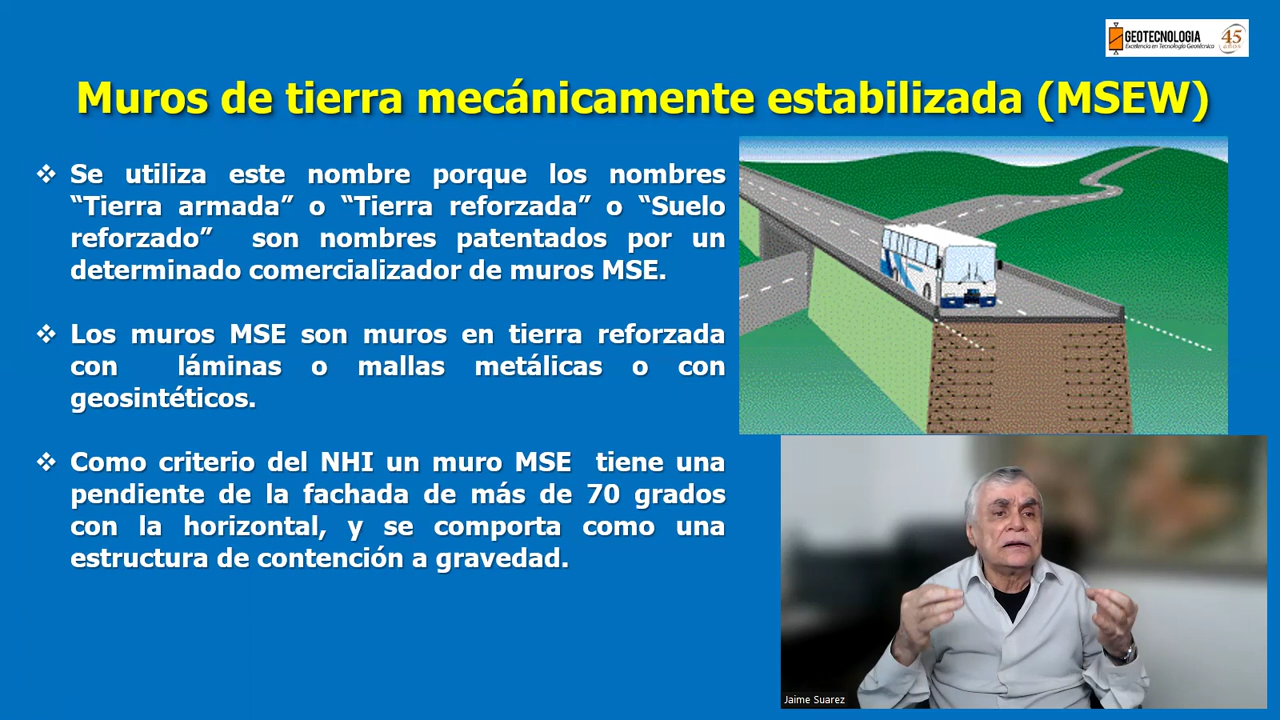 GEOTECNOLOGIA
Excelencia en Tecnología Geotécnica
45
años
Muros de tierra mecánicamente estabilizada (MSEW)
❖ Se utiliza este nombre porque los nombres
“Tierra armada” o “Tierra reforzada” o “Suelo
reforzado” son nombres patentados por un
determinado comercializador de muros MSE.
❖ Los muros MSE son muros en tierra reforzada
con láminas o mallas metálicas o con
geosintéticos.
❖ Como criterio del NHI un muro MSE tiene una
pendiente de la fachada de más de 70 grados
con la horizontal, y se comporta como una
estructura de contención a gravedad.
Jaime Suarez